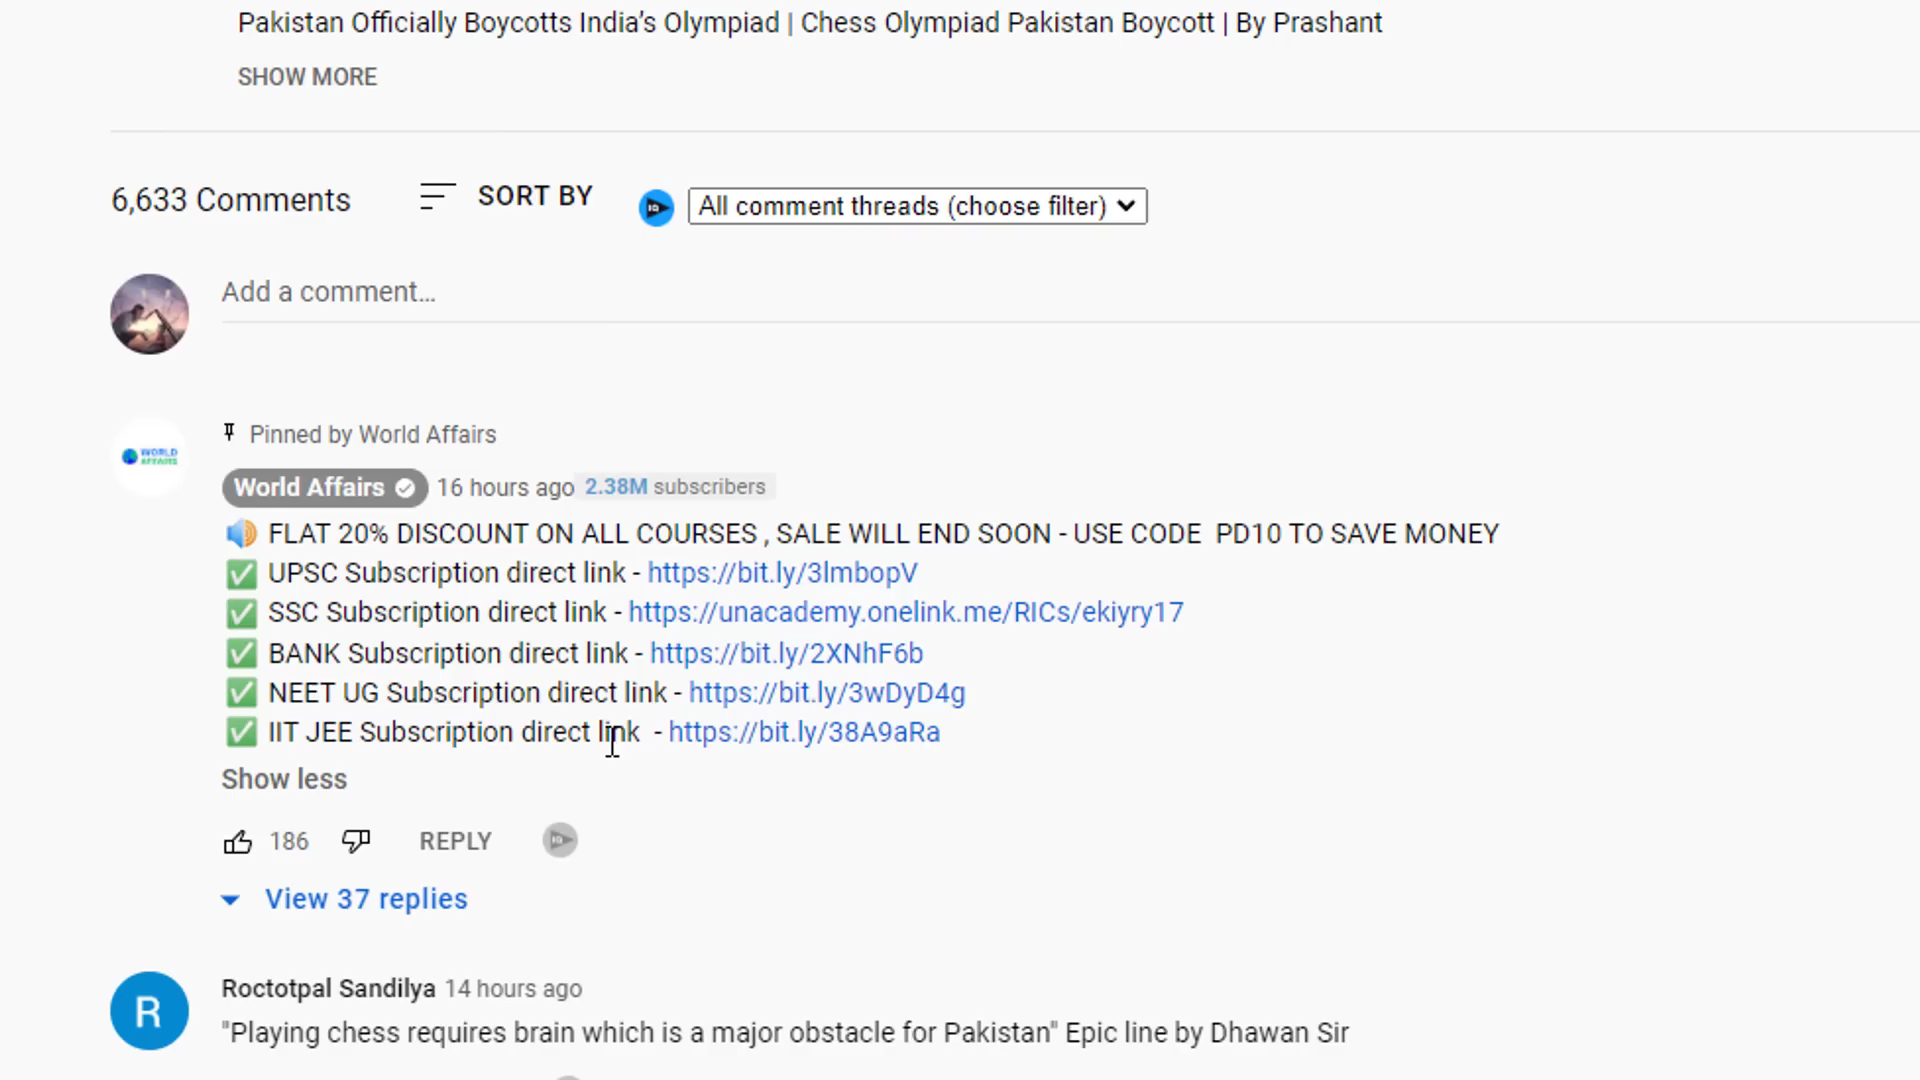 Pakistan Officially Boycotts India’s Olympiad | Chess Olympiad Pakistan Boycott | By Prashant
SHOW MORE
6,633 Comments
SORT BY
All comment threads (choose filter)
Add a comment...
Pinned by World Affairs
WORLD
AFFAIRS
World Affairs 16 hours ago 2.38M subscribers
🔊 FLAT 20% DISCOUNT ON ALL COURSES , SALE WILL END SOON - USE CODE  PD10 TO SAVE MONEY
✅ UPSC Subscription direct link - https://bit.ly/3lmbopV
✅ SSC Subscription direct link - https://unacademy.onelink.me/RICs/ekiyry17
✅ BANK Subscription direct link - https://bit.ly/2XNhF6b
✅ NEET UG Subscription direct link - https://bit.ly/3wDyD4g
✅ IIT JEE Subscription direct link  - https://bit.ly/38A9aRa
Show less
186
REPLY
View 37 replies
R
Roctotpal Sandilya 14 hours ago
"Playing chess requires brain which is a major obstacle for Pakistan" Epic line by Dhawan Sir